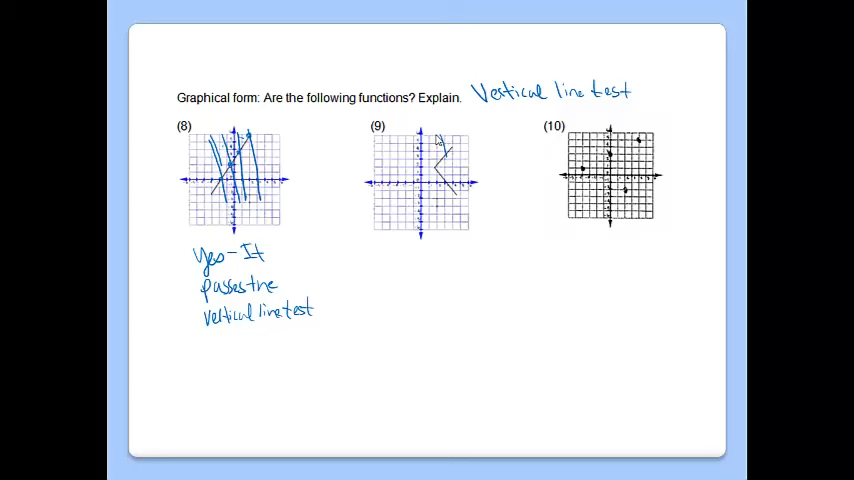 Graphical form: Are the following functions? Explain. Vertical line test
(8) (9) (10)
Yes - It
passes the
vertical line test